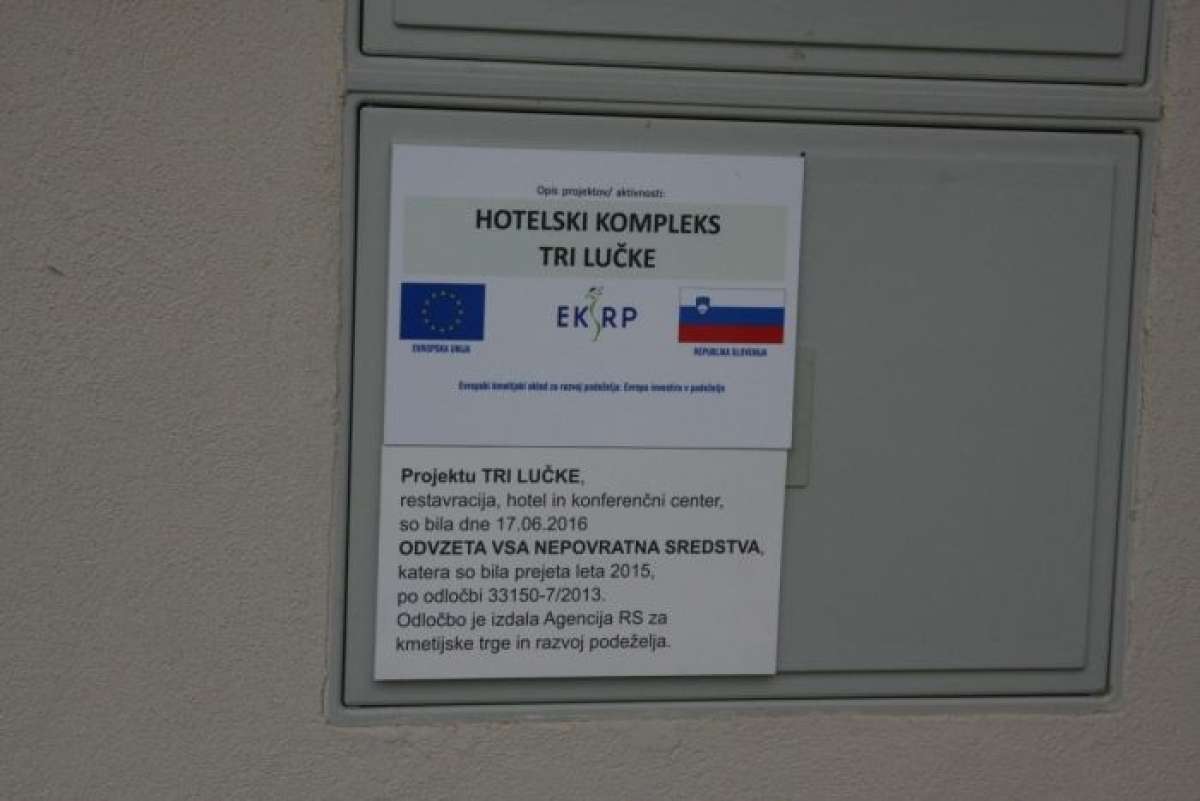 Opis projektov/ aktivnosti:
HOTELSKI KOMPLEKS
TRI LUČKE
EKSRP
EVROPSKA UNIJA
REPUBLIKA SLOVENIJA
Evropski kmetijski sklad za razvoj podeželja: Evropa investira v podeželje
Projektu TRI LUČKE,
restavracija, hotel in konferenčni center,
so bila dne 17.06.2016
ODVZETA VSA NEPOVRATNA SREDSTVA,
katera so bila prejeta leta 2015,
po odločbi 33150-7/2013.
Odločbo je izdala Agencija RS za
kmetijske trge in razvoj podeželja.